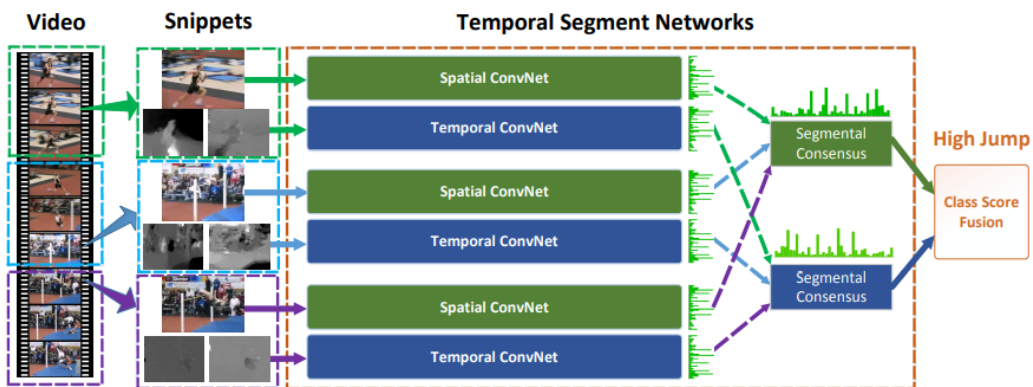 Video
Snippets
Temporal Segment Networks
Spatial ConvNet
Temporal ConvNet
Spatial ConvNet
Temporal ConvNet
Spatial ConvNet
Temporal ConvNet
Segmental
Consensus
Segmental
Consensus
High Jump
Class Score
Fusion